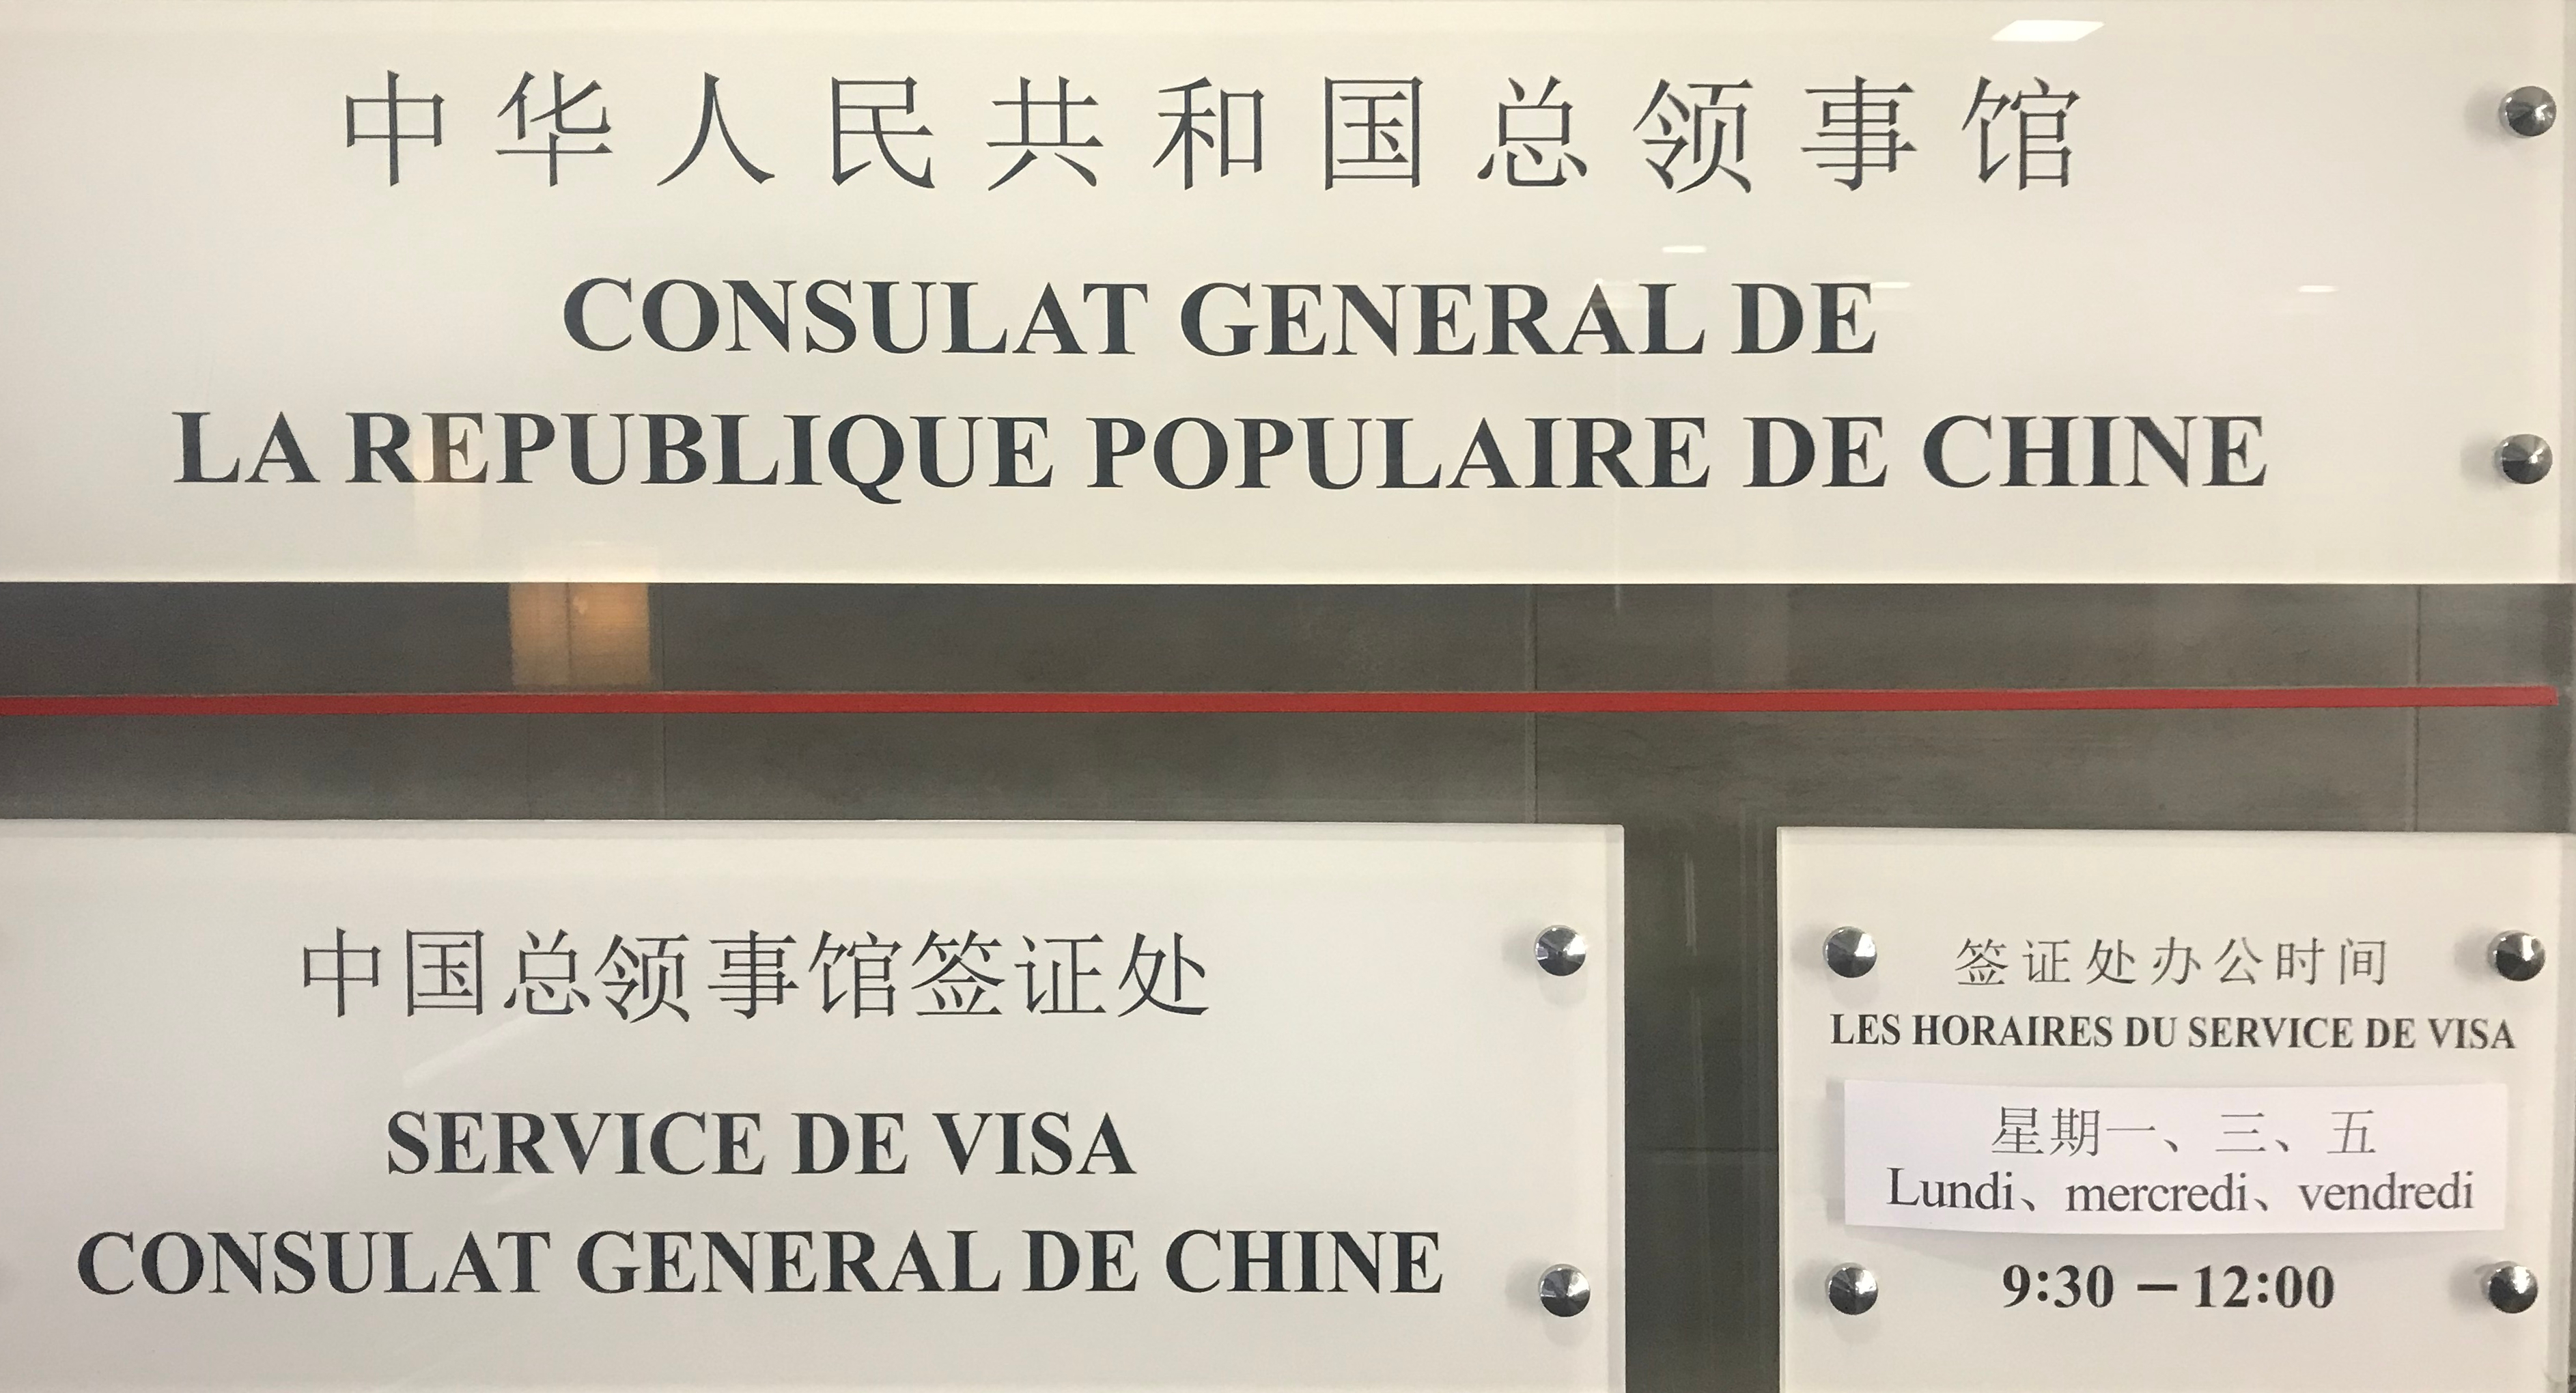 中华人民共和国总领事馆
CONSULAT GENERAL DE
LA REPUBLIQUE POPULAIRE DE CHINE
中国总领事馆签证处
SERVICE DE VISA
CONSULAT GENERAL DE CHINE
签证处办公时间
LES HORAIRES DU SERVICE DE VISA
星期一、三、五
Lundi、mercredi、vendredi
9:30 – 12:00